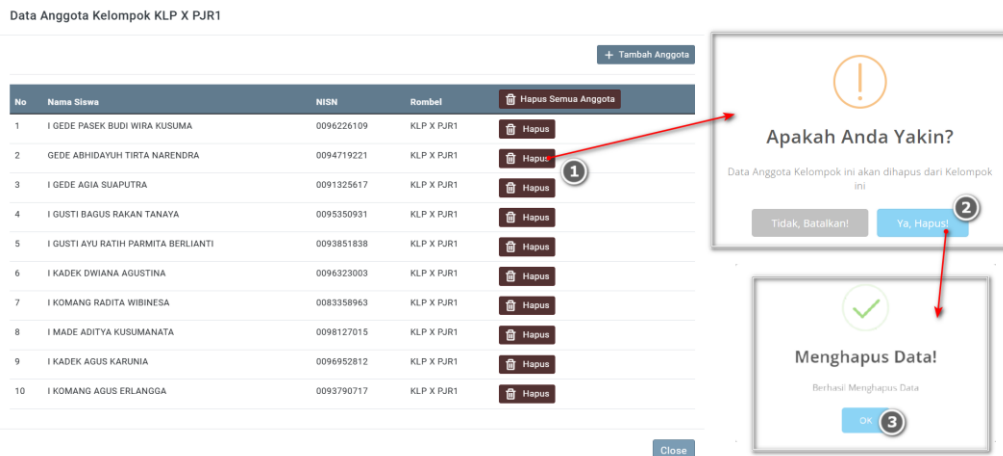 Data Anggota Kelompok KLP X PJR1
+ Tambah Anggota
No Nama Siswa NISN Rombel Hapus Semua Anggota
1 I GEDE PASEK BUDI WIRA KUSUMA 0096226109 KLP X PJR1 Hapus
2 GEDE ABHIDAYUH TIRTA NARENDRA 0094719221 KLP X PJR1 Hapus
3 I GEDE AGIA SUAPUTRA 0091325617 KLP X PJR1 Hapus
4 I GUSTI BAGUS RAKAN TANAYA 0095350931 KLP X PJR1 Hapus
5 I GUSTI AYU RATIH PARMITA BERLIANTI 0093851838 KLP X PJR1 Hapus
6 I KADEK DWIANA AGUSTINA 0096323003 KLP X PJR1 Hapus
7 I KOMANG RADITA WIBINESA 0083358963 KLP X PJR1 Hapus
8 I MADE ADITYA KUSUMANATA 0098127015 KLP X PJR1 Hapus
9 I KADEK AGUS KARUNIA 0096952812 KLP X PJR1 Hapus
10 I KOMANG AGUS ERLANGGA 0093790717 KLP X PJR1 Hapus
Close
1
Apakah Anda Yakin?
Data Anggota Kelompok ini akan dihapus dari Kelompok
ini
Tidak, Batalkan! Ya, Hapus!
2
Menghapus Data!
Berhasil Menghapus Data
OK
3